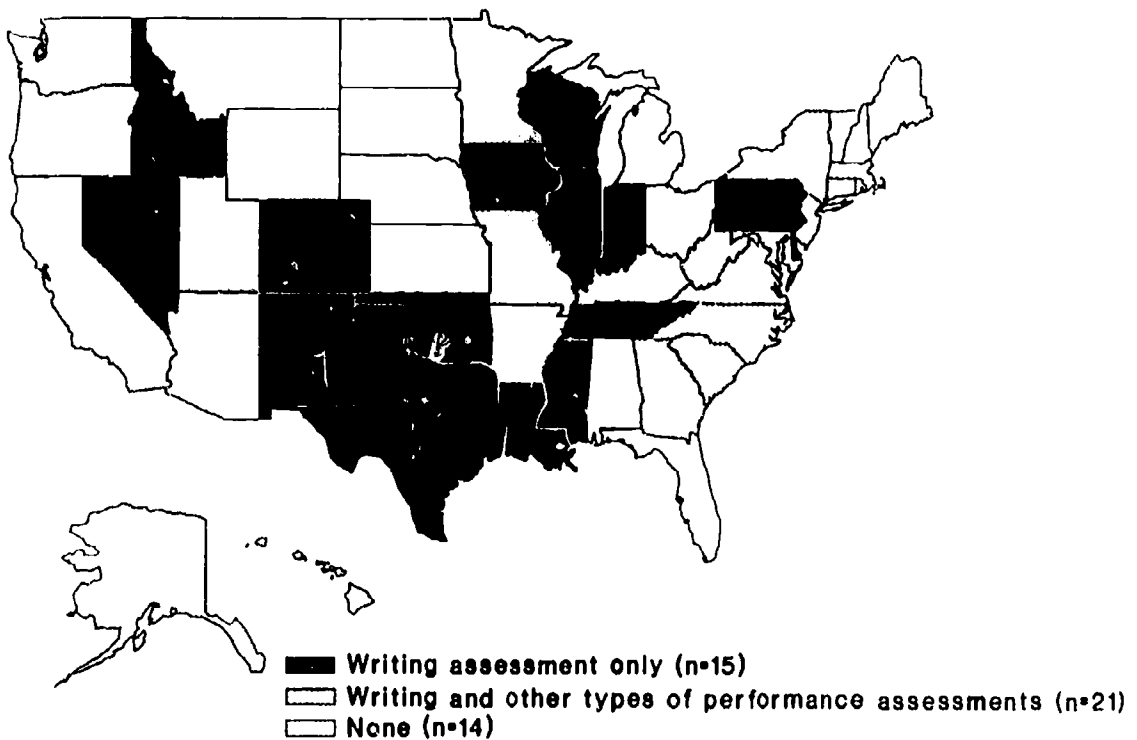 Writing assessment only (n=15)
Writing and other types of performance assessments (n=21)
None (n=14)